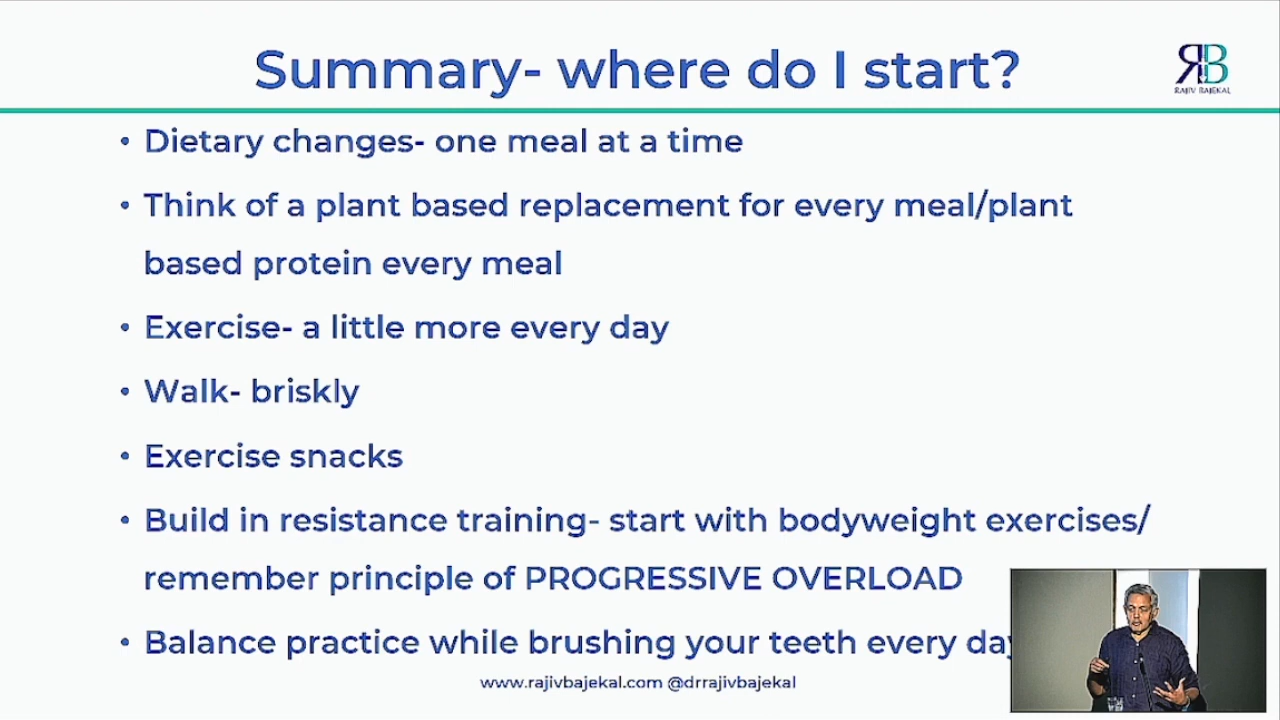 Summary- where do I start?
RB
RAJIV BAJEKAL
• Dietary changes- one meal at a time
• Think of a plant based replacement for every meal/plant
based protein every meal
• Exercise- a little more every day
• Walk- briskly
• Exercise snacks
• Build in resistance training- start with bodyweight exercises/
remember principle of PROGRESSIVE OVERLOAD
• Balance practice while brushing your teeth every day
www.rajivbajekal.com @drrajivbajekal